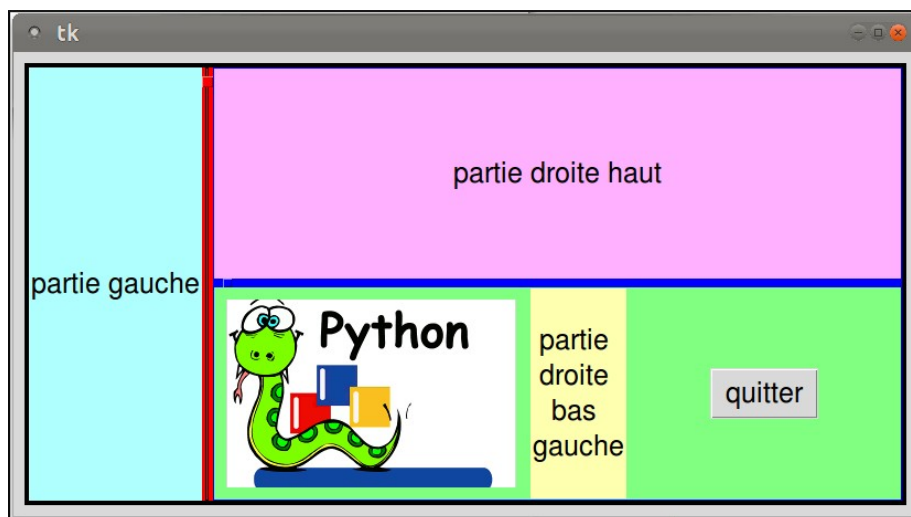 tk
partie droite haut
partie gauche
Python
partie
droite
bas
gauche
quitter